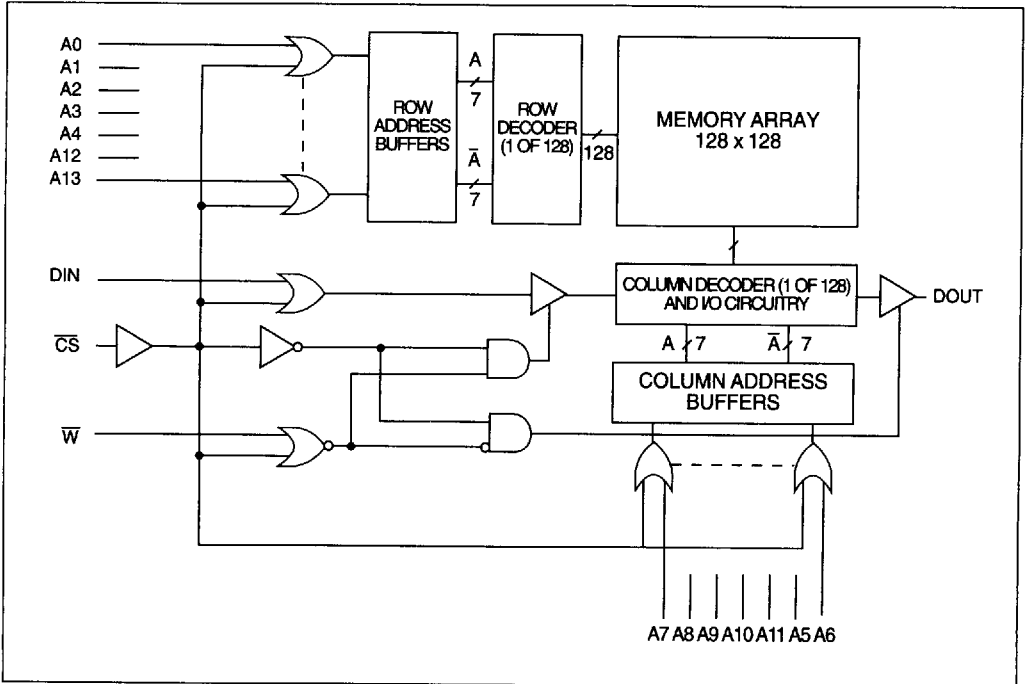 A0
A1
A2
A3
A4
A12
A13
ROW
ADDRESS
BUFFERS
A
7
A̅
7
ROW
DECODER
(1 OF 128)
128
MEMORY ARRAY
128 x 128
DIN
C̅S̅
W̅
COLUMN DECODER (1 OF 128)
AND I/O CIRCUITRY
DOUT
A 7 A̅ 7
COLUMN ADDRESS
BUFFERS
A7 A8 A9 A10 A11 A5 A6